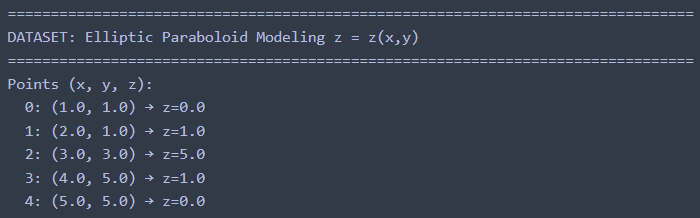 ================================================================================
DATASET: Elliptic Paraboloid Modeling z = z(x,y)
================================================================================
Points (x, y, z):
  0: (1.0, 1.0) → z=0.0
  1: (2.0, 1.0) → z=1.0
  2: (3.0, 3.0) → z=5.0
  3: (4.0, 5.0) → z=1.0
  4: (5.0, 5.0) → z=0.0